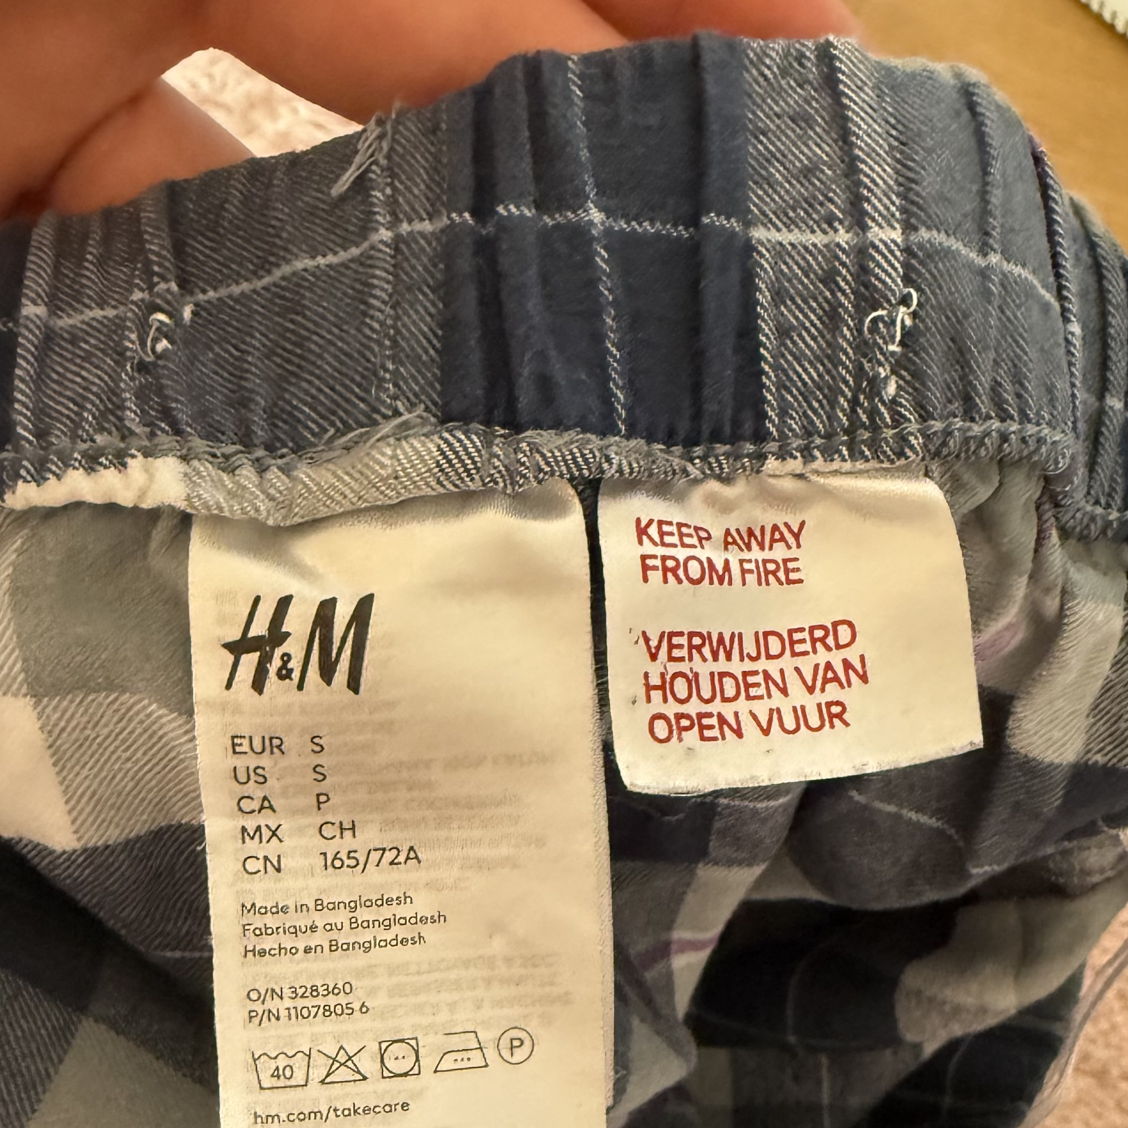 H&M
EUR S
US S
CA P
MX CH
CN 165/72A
Made in Bangladesh
Fabriqué au Bangladesh
Hecho en Bangladesh
O/N 328360
P/N 1107805 6
40
P
hm.com/takecare
KEEP AWAY
FROM FIRE
VERWIJDERD
HOUDEN VAN
OPEN VUUR